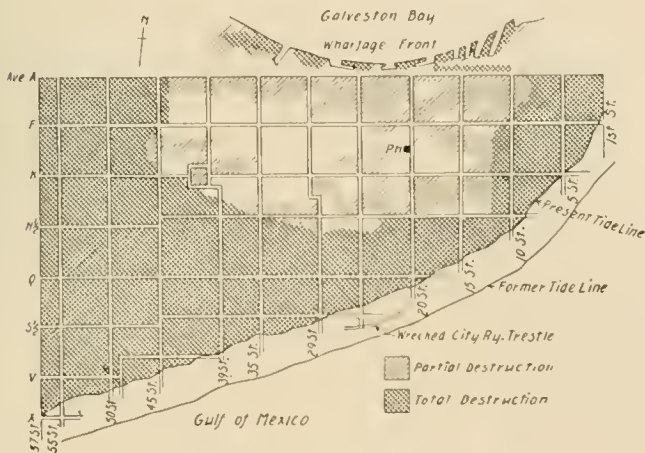 N
Galveston Bay
Wharfage Front
Ave A
F
K
M½
Q
S½
V
X
PH
1st St.
5 St.
Present Tide Line
10 St.
15 St.
Former Tide Line
20 St.
Wrecked City Ry. Trestle
29 St.
35 St.
39 St.
45 St.
50 St
55 St.
57 St
Gulf of Mexico
Partial Destruction
Total Destruction